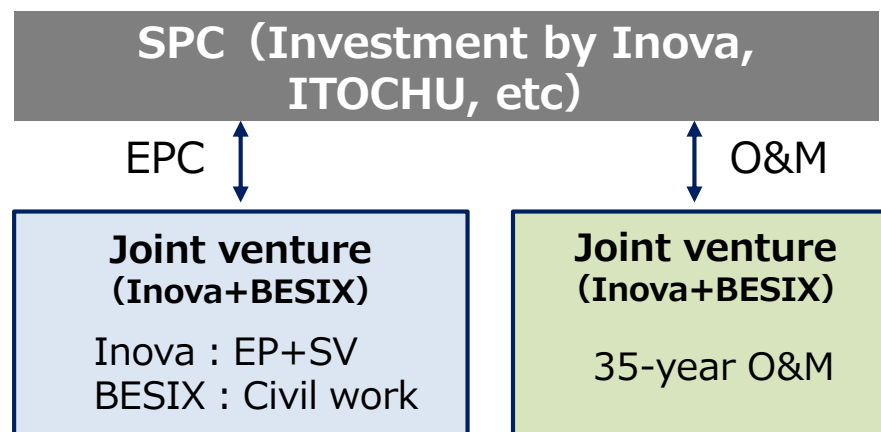 SPC（Investment by Inova,
ITOCHU, etc）
EPC
O&M
Joint venture
（Inova+BESIX）
Inova : EP+SV
BESIX : Civil work
Joint venture
（Inova+BESIX）
35-year O&M